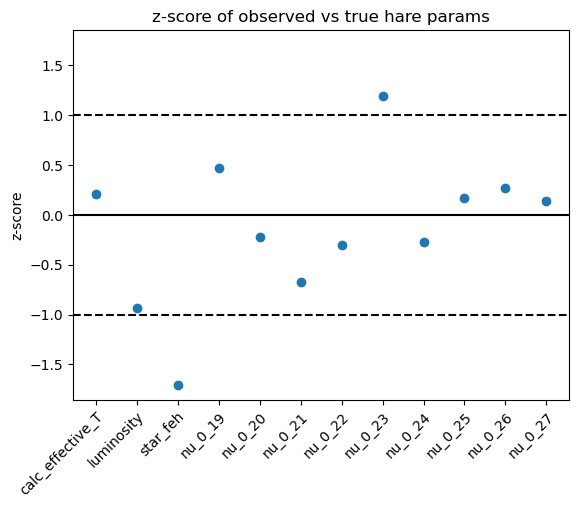 z-score of observed vs true hare params
z-score
1.5
1.0
0.5
0.0
−0.5
−1.0
−1.5
calc_effective_T
luminosity
star_feh
nu_0_19
nu_0_20
nu_0_21
nu_0_22
nu_0_23
nu_0_24
nu_0_25
nu_0_26
nu_0_27